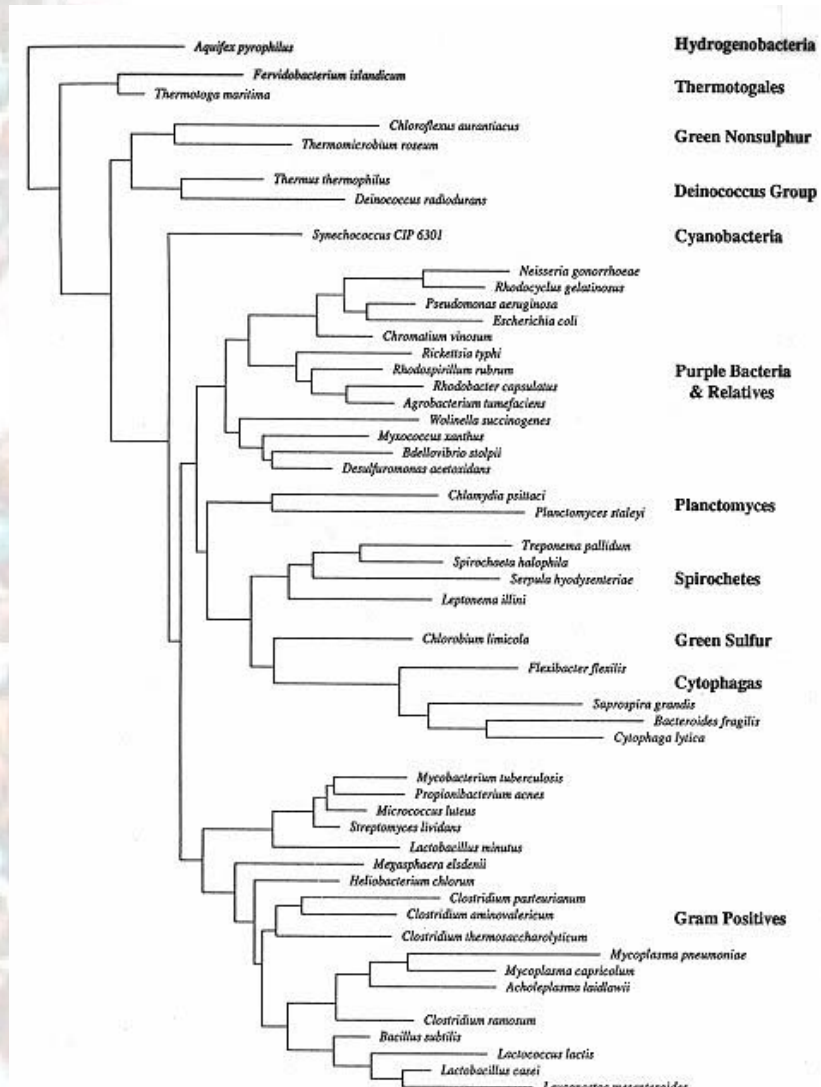 Aquifex pyrophilus
Hydrogenobacteria
Fervidobacterium islandicum
Thermotogales
Thermotoga maritima
Chloroflexus aurantiacus
Green Nonsulphur
Thermomicrobium roseum
Thermus thermophilus
Deinococcus Group
Deinococcus radiodurans
Synechococcus CIP 6301
Cyanobacteria
Neisseria gonorrhoeae
Rhodocyclus gelatinosus
Pseudomonas aeruginosa
Escherichia coli
Chromatium vinosum
Rickettsia typhi
Rhodospirillum rubrum
Purple Bacteria
Rhodobacter capsulatus
& Relatives
Agrobacterium tumefaciens
Wolinella succinogenes
Myxococcus xanthus
Bdellovibrio stolpii
Desulfuromonas acetoxidans
Chlamydia psittaci
Planctomyces
Planctomyces staleyi
Treponema pallidum
Spirochaeta halophila
Serpula hyodysenteriae
Spirochetes
Leptonema illini
Chlorobium limicola
Green Sulfur
Flexibacter flexilis
Cytophagas
Saprospira grandis
Bacteroides fragilis
Cytophaga lytica
Mycobacterium tuberculosis
Propionibacterium acnes
Micrococcus luteus
Streptomyces lividans
Lactobacillus minutus
Megasphaera elsdenii
Heliobacterium chlorum
Clostridium pasteurianum
Clostridium aminovalericum
Gram Positives
Clostridium thermosaccharolyticum
Mycoplasma pneumoniae
Mycoplasma capricolum
Acholeplasma laidlawii
Clostridium ramosum
Bacillus subtilis
Lactococcus lactis
Lactobacillus casei